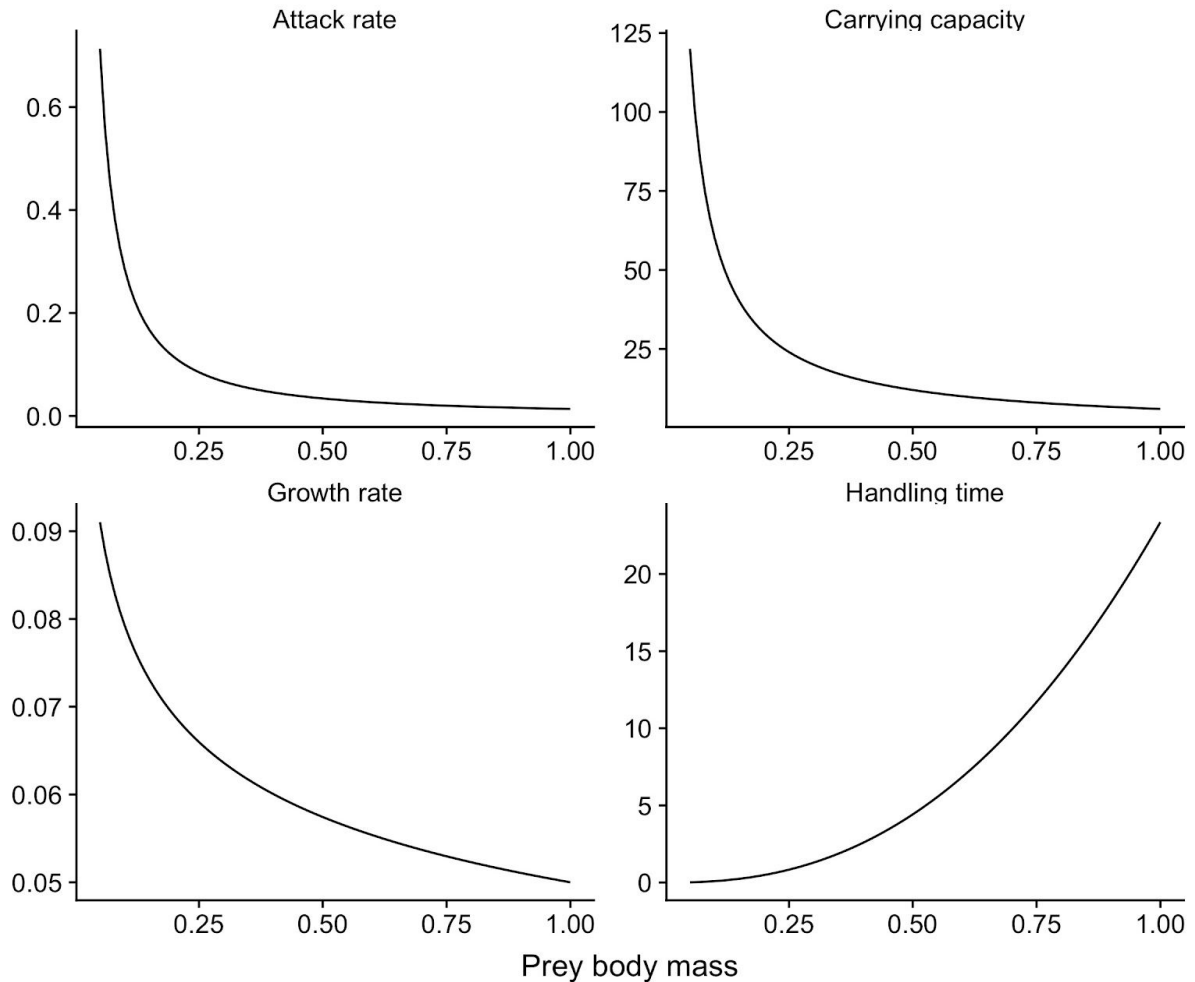 Attack rate
Carrying capacity
0.6
0.4
0.2
0.0
125
100
75
50
25
0.25 0.50 0.75 1.00
0.25 0.50 0.75 1.00
Growth rate
Handling time
0.09
0.08
0.07
0.06
0.05
20
15
10
5
0
0.25 0.50 0.75 1.00
0.25 0.50 0.75 1.00
Prey body mass